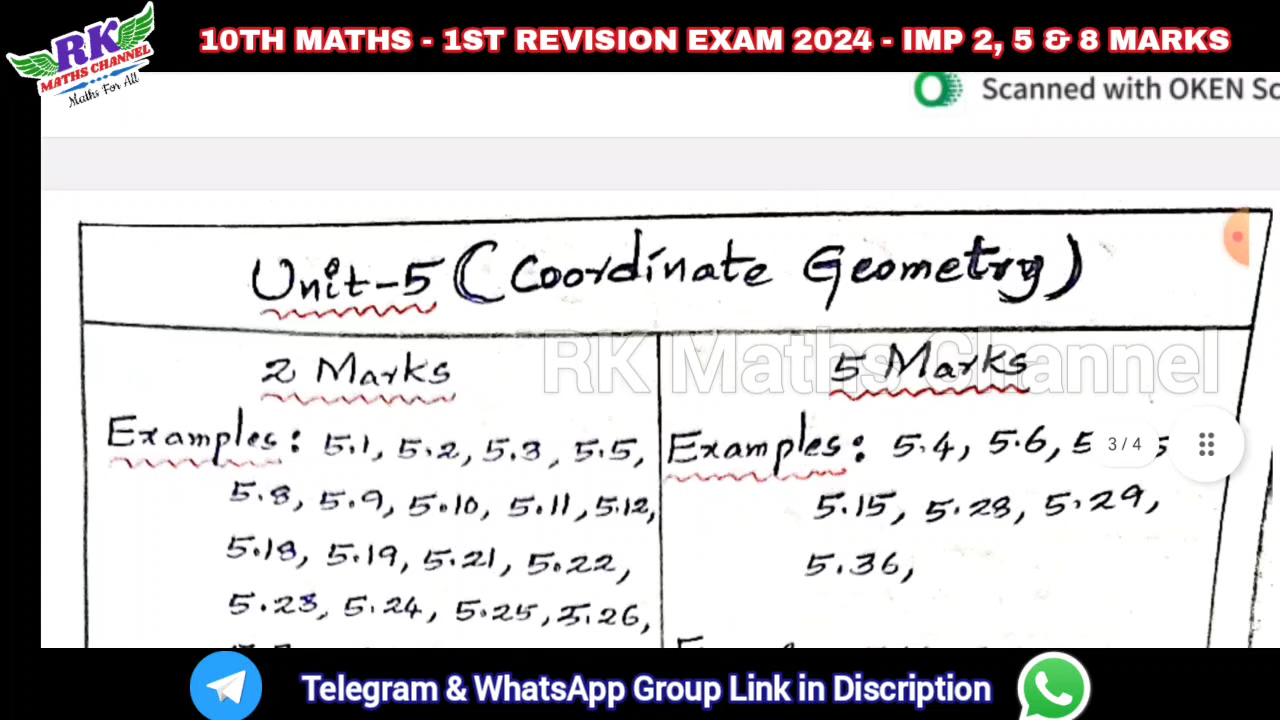 RK
MATHS CHANNEL
Maths For All
10TH MATHS - 1ST REVISION EXAM 2024 - IMP 2, 5 & 8 MARKS
Scanned with OKEN Sc
Unit-5 (Coordinate Geometry)
RK Maths Channel
2 Marks
5 Marks
Examples: 5.1, 5.2, 5.3, 5.5,
5.8, 5.9, 5.10, 5.11, 5.12,
5.18, 5.19, 5.21, 5.22,
5.23, 5.24, 5.25, 5.26,
Examples: 5.4, 5.6, 5
3/4
5.15, 5.28, 5.29,
5.36,
Telegram & WhatsApp Group Link in Discription